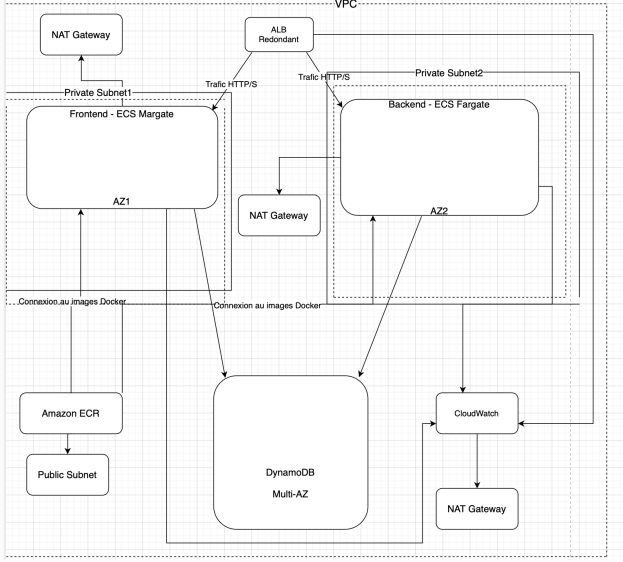 VPC
NAT Gateway
ALB
Redondant
Trafic HTTP/S
Trafic HTTP/S
Private Subnet2
Private Subnet1
Frontend - ECS Margate
Backend - ECS Fargate
AZ1
NAT Gateway
AZ2
Connexion au images Docker
Connexion au images Docker
Amazon ECR
CloudWatch
Public Subnet
DynamoDB
Multi-AZ
NAT Gateway